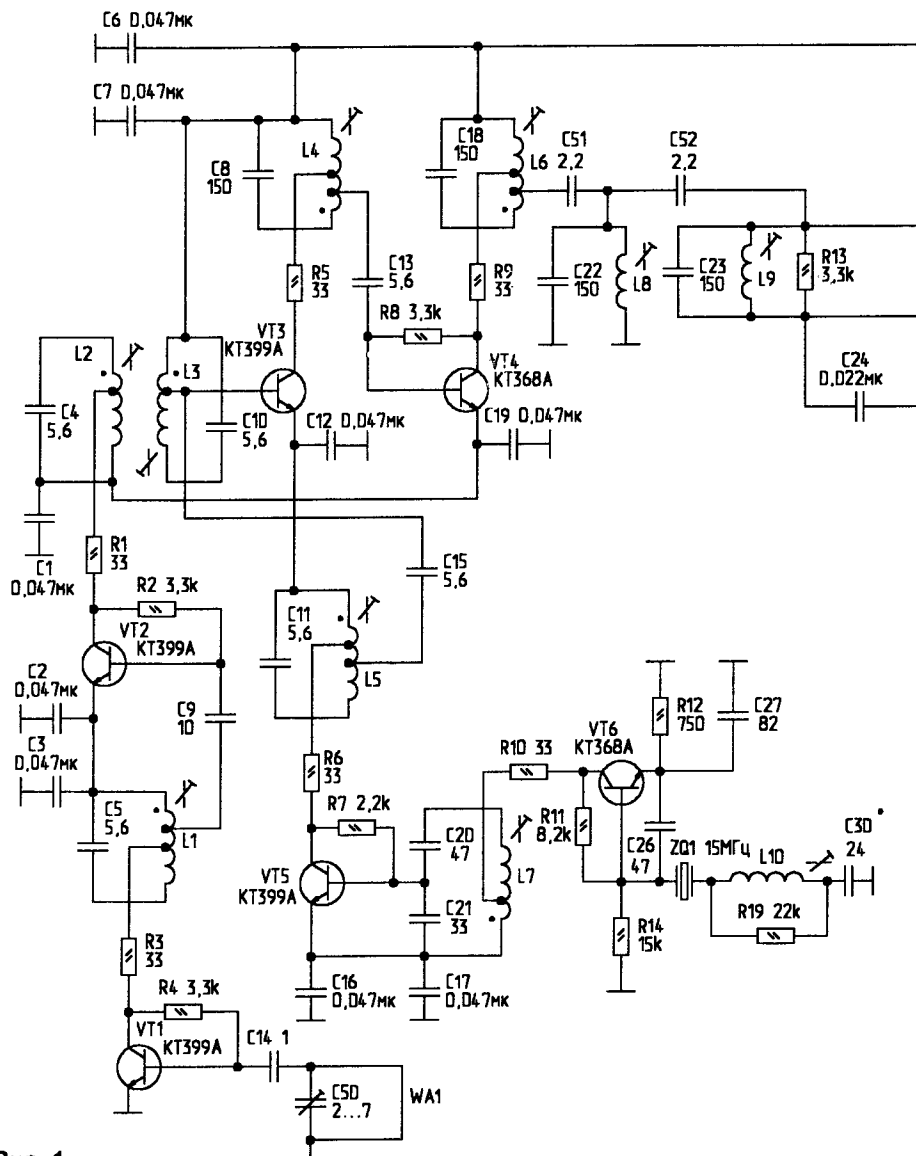 C6 0,047мк
C7 0,047мк
C8
150
L4
C18
150
L6
C51
2,2
C52
2,2
C13
5,6
R5
33
R9
33
C22
150
L8
C23
150
L9
R13
3,3k
R8 3,3k
VT3
КТ399А
VT4
КТ368А
C24
0,022мк
L2
L3
C4
5,6
C10
5,6
C12 0,047мк
C19 0,047мк
C1
0,047мк
R1
33
C15
5,6
R2 3,3k
VT2
КТ399А
C11
5,6
L5
C2
0,047мк
C9
10
C3
0,047мк
R12
750
C27
82
VT6
КТ368А
R10 33
R6
33
C5
5,6
L1
R7 2,2k
C20
47
R11
8,2k
C26
47
ZQ1 15МГц
L10
C30*
24
VT5
КТ399А
L7
C21
33
R19 22k
R14
15k
R3
33
C16
0,047мк
C17
0,047мк
R4 3,3k
VT1
КТ399А
C14 1
C50
2...7
WA1